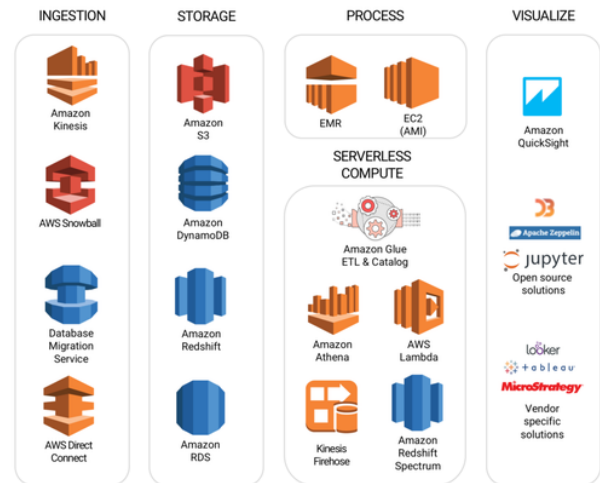 INGESTION
Amazon
Kinesis
AWS Snowball
Database
Migration
Service
AWS Direct
Connect
STORAGE
Amazon
S3
Amazon
DynamoDB
Amazon
Redshift
Amazon
RDS
PROCESS
EMR
EC2
(AMI)
SERVERLESS
COMPUTE
Amazon Glue
ETL & Catalog
Amazon
Athena
AWS
Lambda
Kinesis
Firehose
Amazon
Redshift
Spectrum
VISUALIZE
Amazon
QuickSight
D3
Apache Zeppelin
jupyter
Open source
solutions
looker
tableau
MicroStrategy
Vendor
specific
solutions